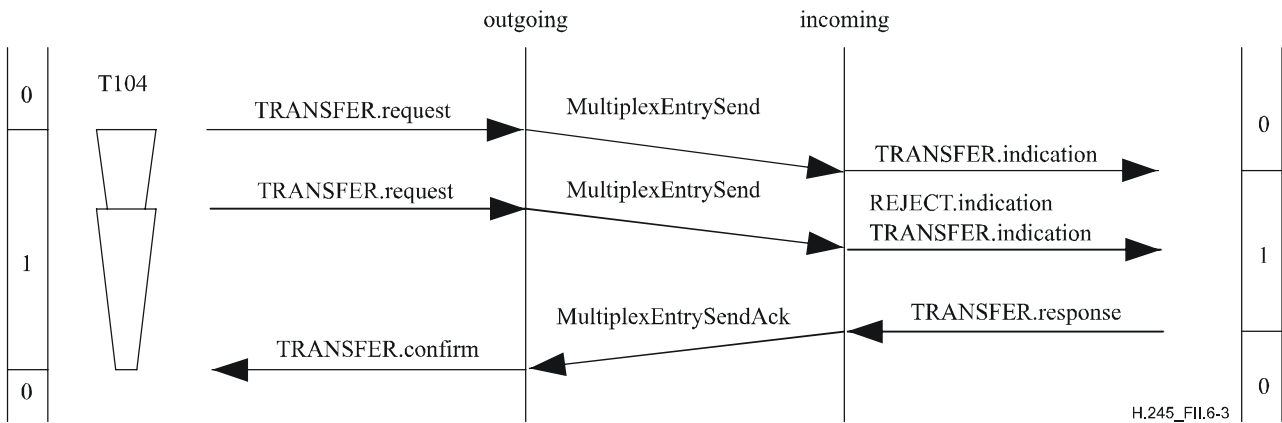 outgoing
incoming
T104
0
TRANSFER.request
MultiplexEntrySend
0
TRANSFER.indication
TRANSFER.request
MultiplexEntrySend
REJECT.indication
TRANSFER.indication
1
1
MultiplexEntrySendAck
TRANSFER.response
TRANSFER.confirm
0
0
H.245_FII.6-3